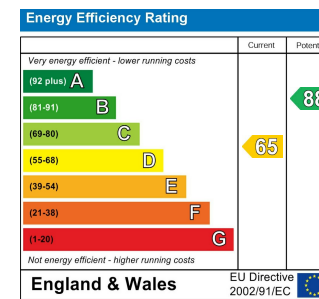 Energy Efficiency Rating
Current
Very energy efficient - lower running costs
(92 plus) A
(81-91) B
88
(69-80) C
65
(55-68) D
(39-54) E
(21-38) F
(1-20) G
Not energy efficient - higher running costs
England & Wales
EU Directive
2002/91/EC